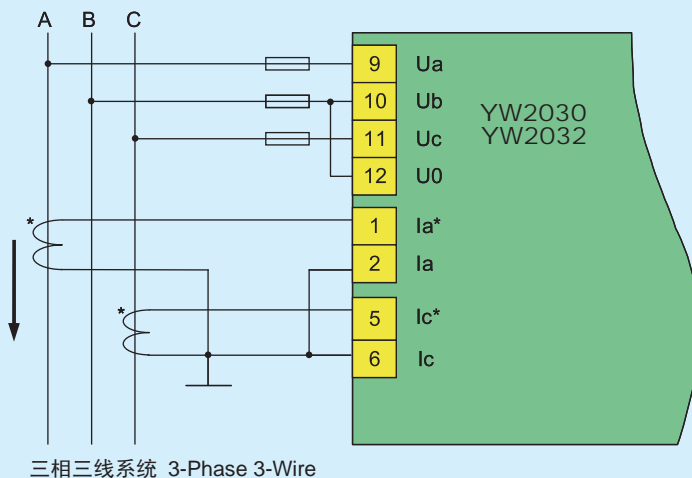 A B C
9 Ua
10 Ub
11 Uc
12 U0
YW2030
YW2032
* 1 Ia*
2 Ia
* 5 Ic*
6 Ic
三相三线系统 3-Phase 3-Wire